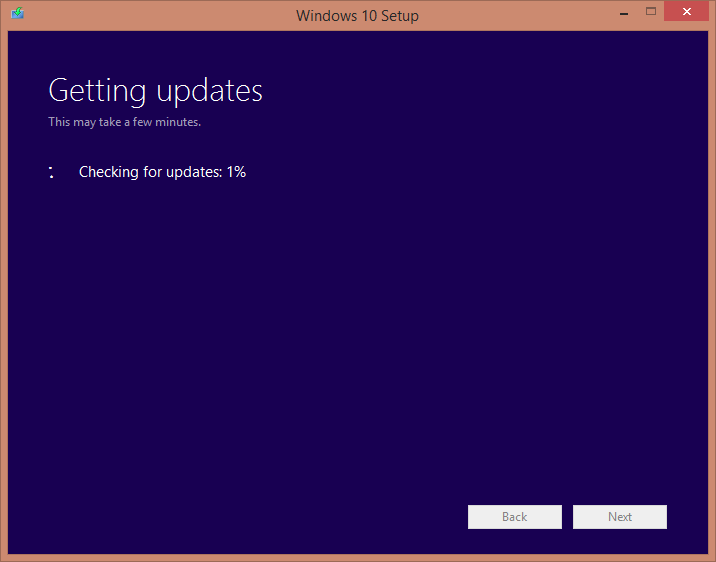 Windows 10 Setup
Getting updates
This may take a few minutes.
Checking for updates: 1%
Back
Next